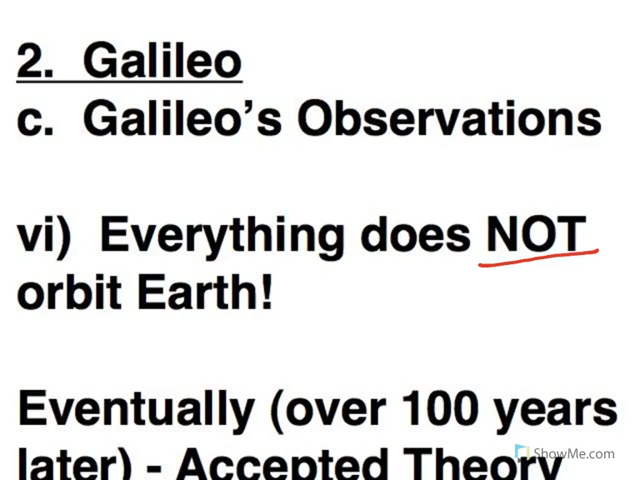 2. Galileo
c. Galileo's Observations
vi) Everything does NOT
orbit Earth!
Eventually (over 100 years
later) - Accepted Theory
ShowMe.com